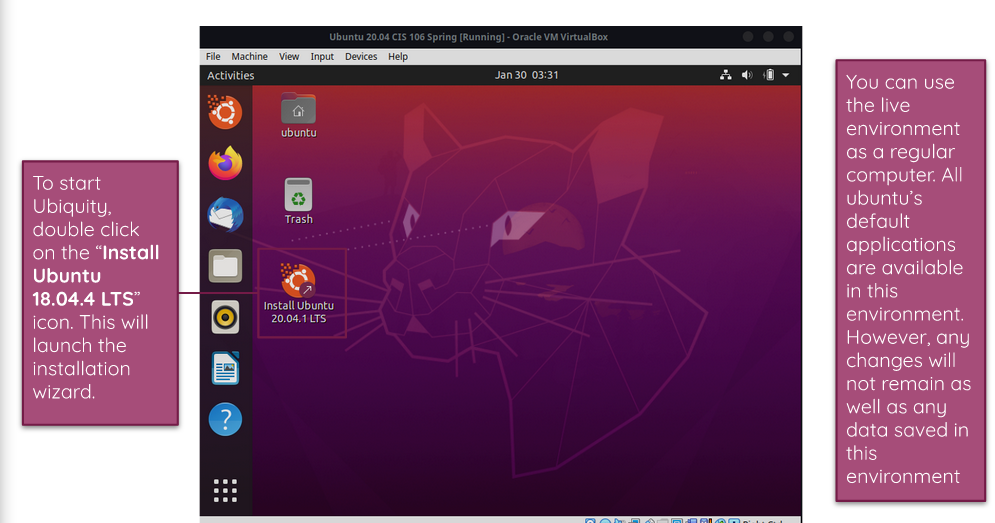 Ubuntu 20.04 CIS 106 Spring [Running] - Oracle VM VirtualBox
File Machine View Input Devices Help
Activities
Jan 30 03:31
ubuntu
Trash
Install Ubuntu
20.04.1 LTS
To start
Ubiquity,
double click
on the “Install
Ubuntu
18.04.4 LTS”
icon. This will
launch the
installation
wizard.
You can use
the live
environment
as a regular
computer. All
ubuntu’s
default
applications
are available
in this
environment.
However, any
changes will
not remain as
well as any
data saved in
this
environment